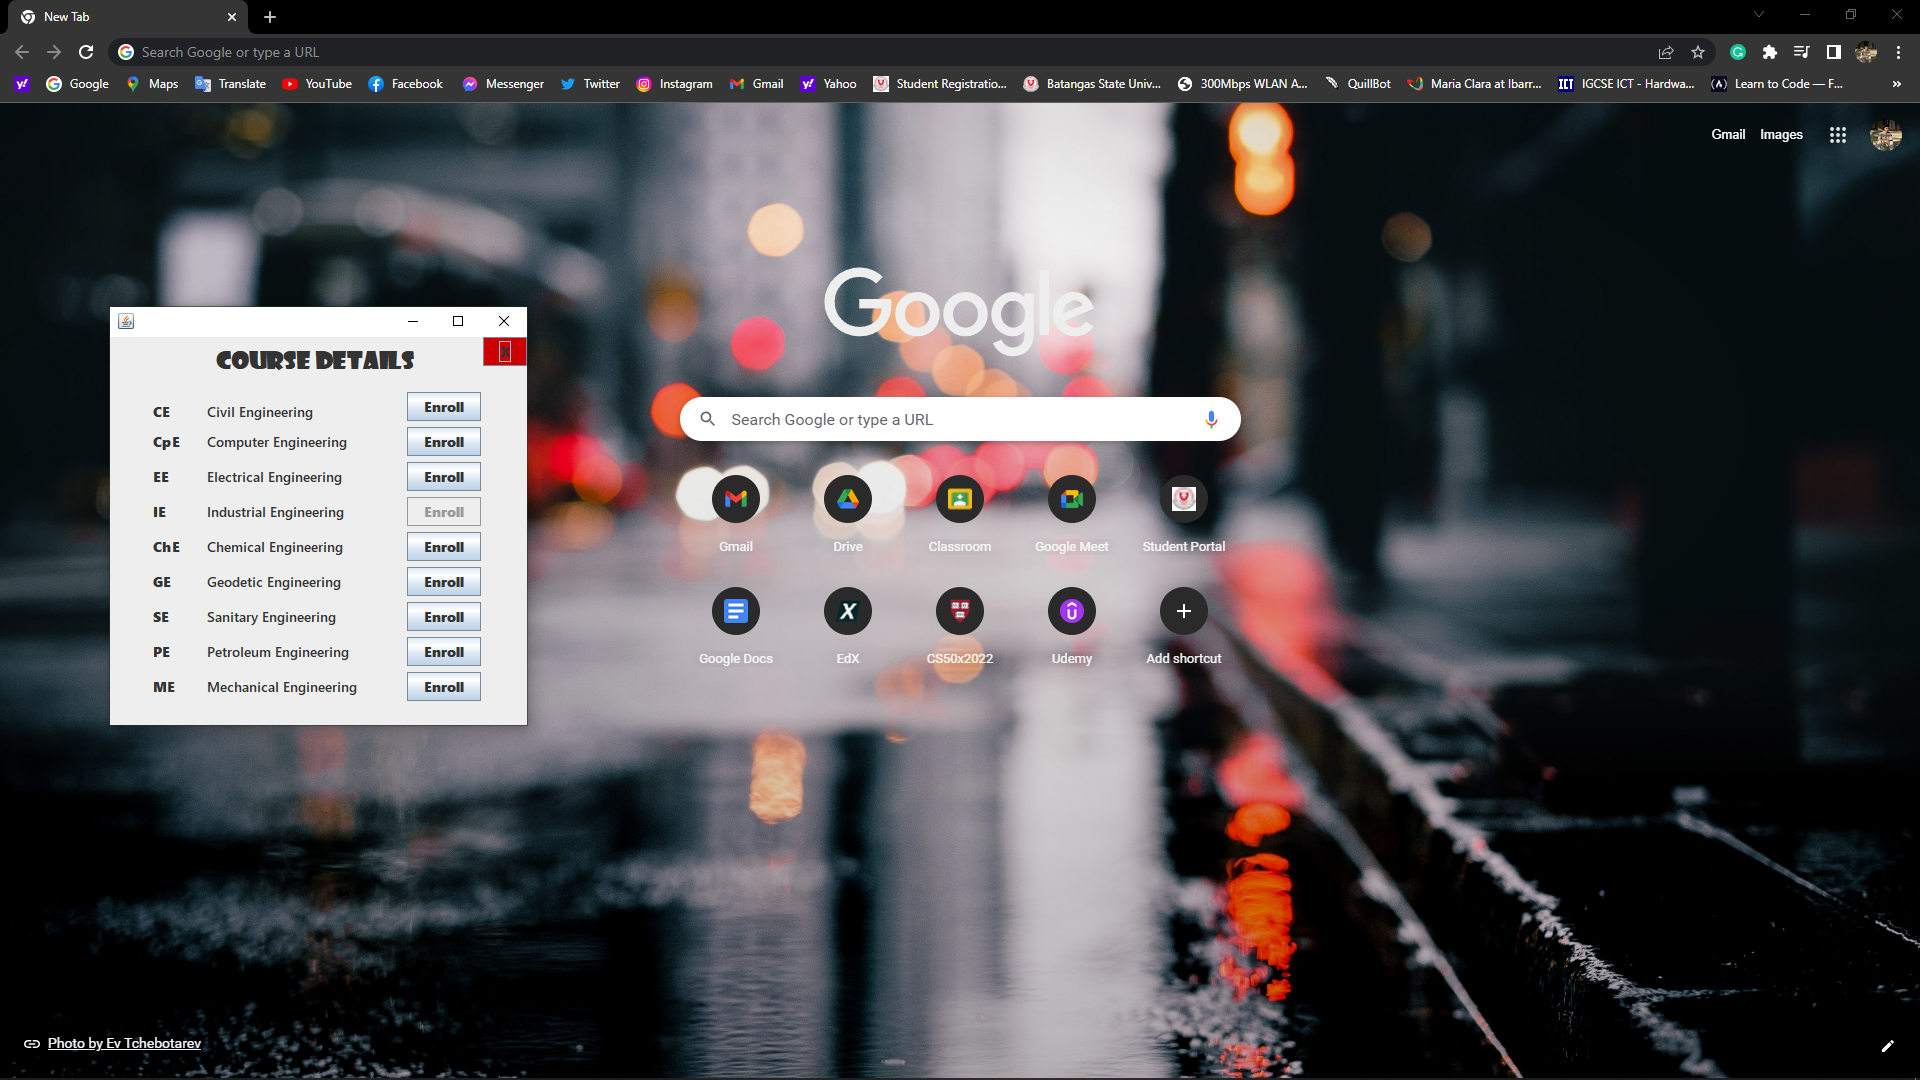 New Tab
Search Google or type a URL
Google Maps Translate YouTube Facebook Messenger Twitter Instagram Gmail Yahoo Student Registratio... Batangas State Univ... 300Mbps WLAN A... QuillBot Maria Clara at Ibarr... ICT IGCSE ICT - Hardwa... Learn to Code — F... »
Gmail Images
Google
Search Google or type a URL
Gmail Drive Classroom Google Meet Student Portal
Google Docs EdX CS50x2022 Udemy Add shortcut
X
COURSE DETAILS
CE Civil Engineering Enroll
CpE Computer Engineering Enroll
EE Electrical Engineering Enroll
IE Industrial Engineering Enroll
ChE Chemical Engineering Enroll
GE Geodetic Engineering Enroll
SE Sanitary Engineering Enroll
PE Petroleum Engineering Enroll
ME Mechanical Engineering Enroll
Photo by Ev Tchebotarev